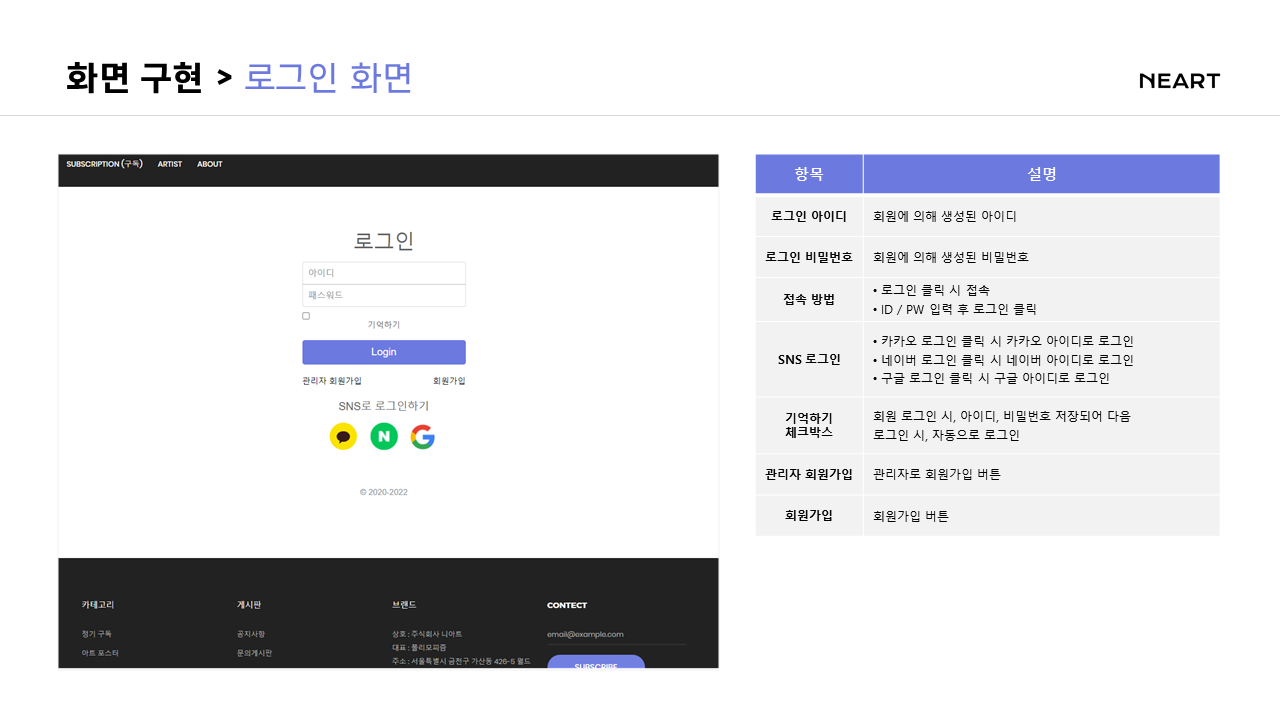 화면 구현 > 로그인 화면
NEART
SUBSCRIPTION (구독) ARTIST ABOUT
로그인
아이디
패스워드
기억하기
Login
관리자 회원가입 회원가입
SNS로 로그인하기
N
© 2020-2022
카테고리 게시판 브랜드 CONTECT
정기 구독 공지사항 상호 : 주식회사 니아트 email@example.com
대표 : 폴리모피즘
아트 포스터 문의게시판
주소 : 서울특별시 금천구 가산동 426-5 월드
SUBSCRIBE
항목 설명
로그인 아이디 회원에 의해 생성된 아이디
로그인 비밀번호 회원에 의해 생성된 비밀번호
접속 방법
• 로그인 클릭 시 접속
• ID / PW 입력 후 로그인 클릭
SNS 로그인
• 카카오 로그인 클릭 시 카카오 아이디로 로그인
• 네이버 로그인 클릭 시 네이버 아이디로 로그인
• 구글 로그인 클릭 시 구글 아이디로 로그인
기억하기
체크박스
회원 로그인 시, 아이디, 비밀번호 저장되어 다음
로그인 시, 자동으로 로그인
관리자 회원가입 관리자로 회원가입 버튼
회원가입 회원가입 버튼